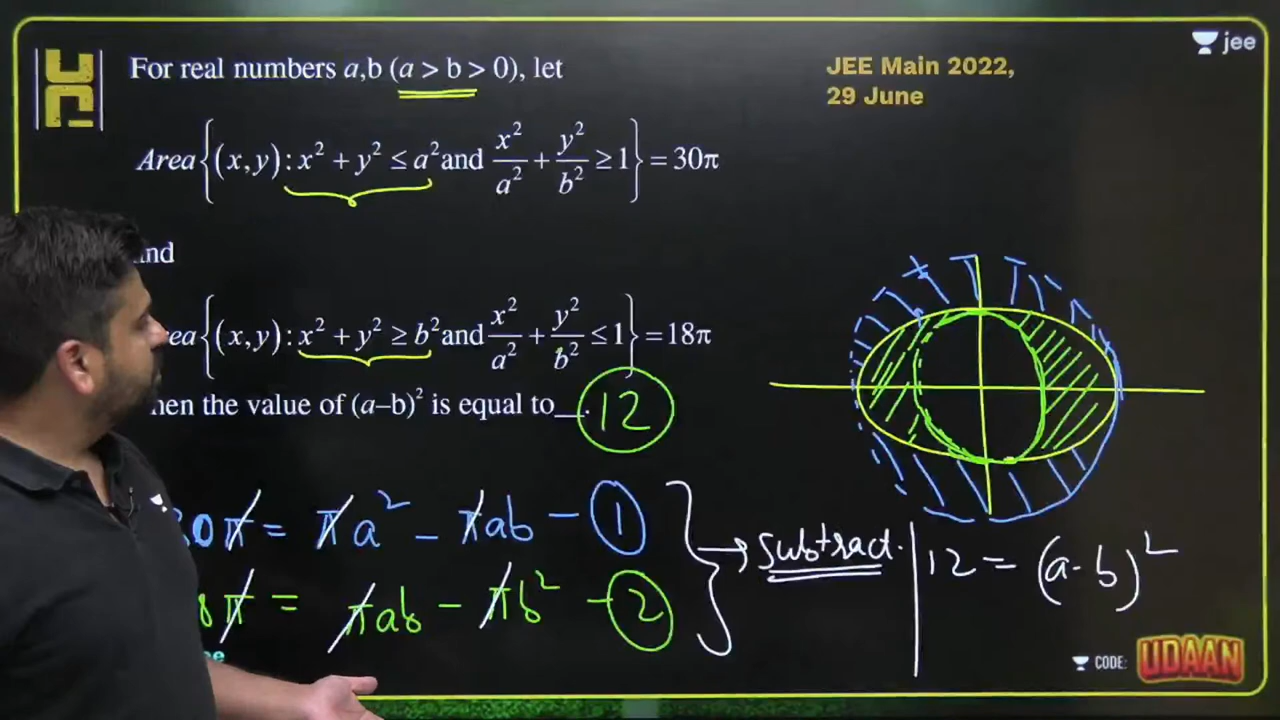 For real numbers a,b (a > b > 0), let
jee
JEE Main 2022,
29 June
Area{(x,y): x² + y² ≤ a² and x²/a² + y²/b² ≥ 1} = 30π
nd
ea{(x,y): x² + y² ≥ b² and x²/a² + y²/b² ≤ 1} = 18π
hen the value of (a–b)² is equal to__.
12
30π = πa² - πab - 1
8π = πab - πb² - 2
subtract.
12 = (a-b)²
CODE: UDAAN